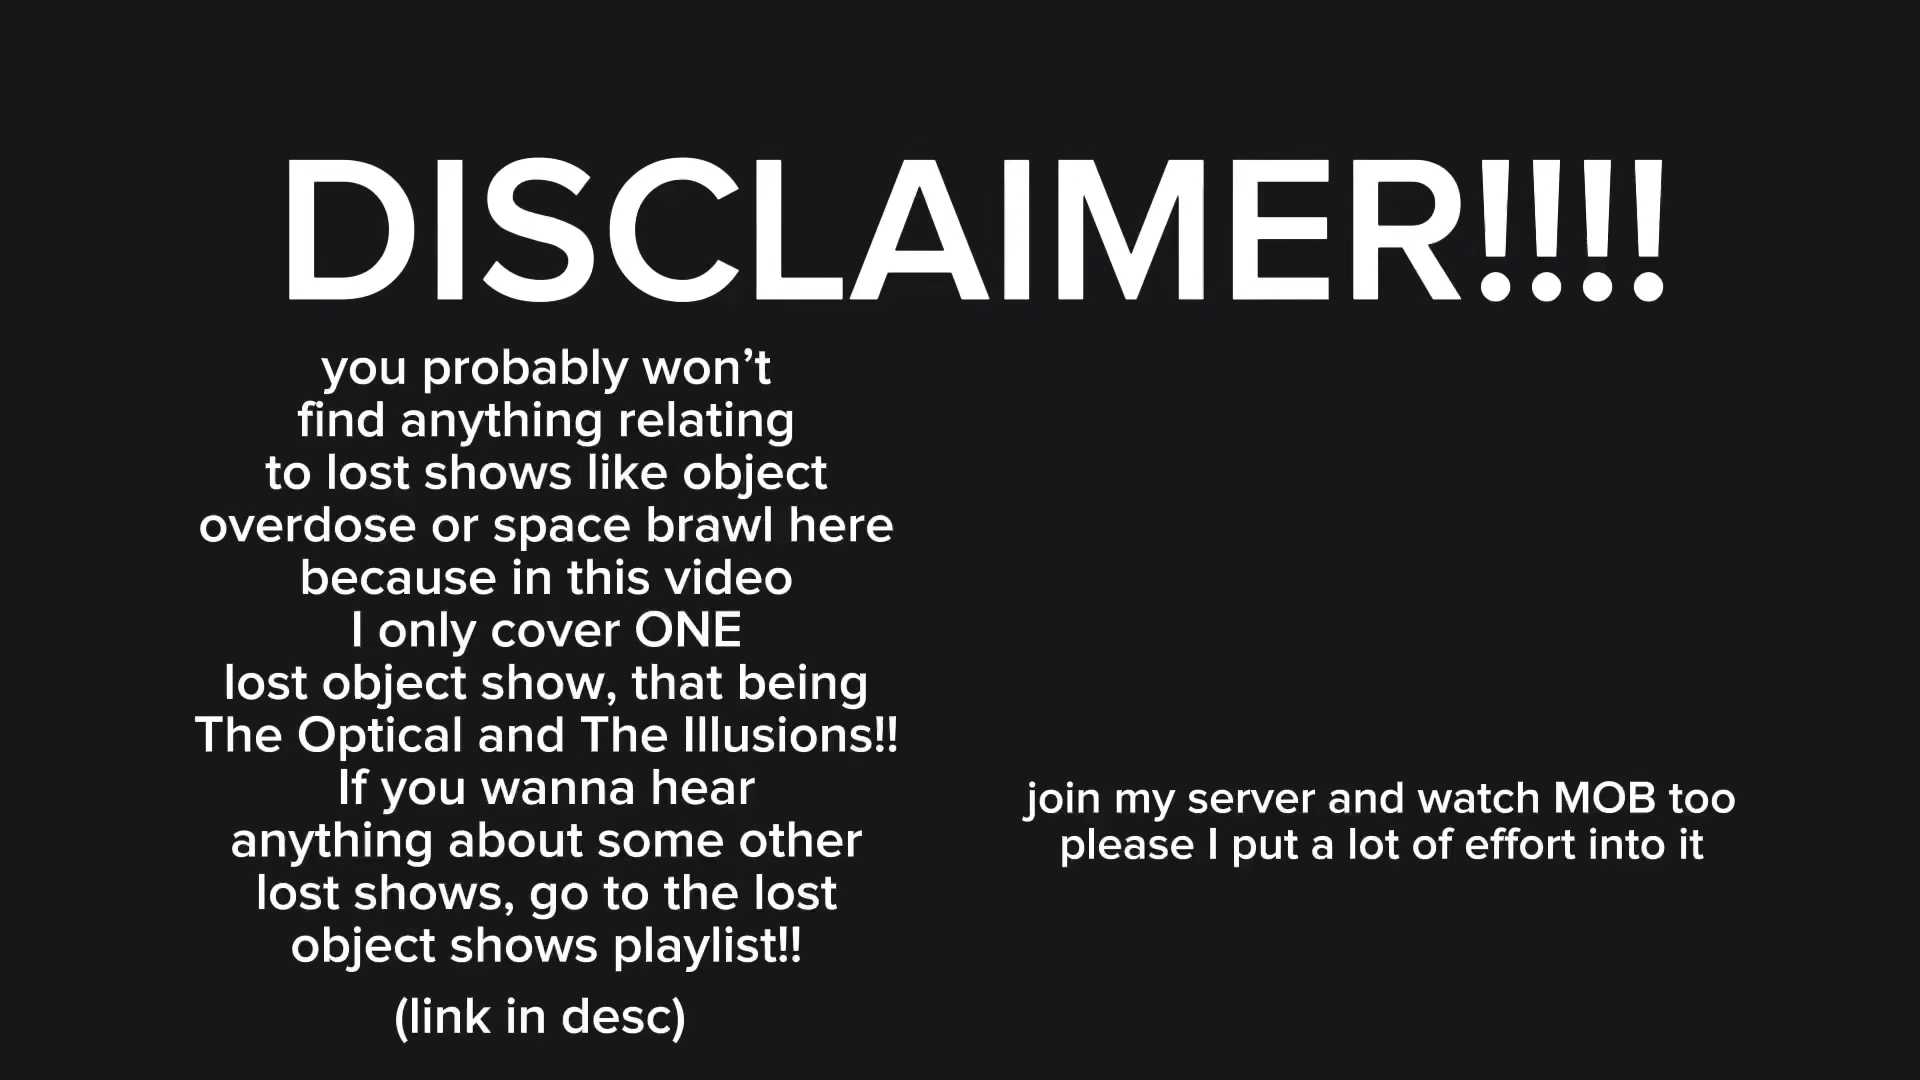 DISCLAIMER!!!!
you probably won’t
find anything relating
to lost shows like object
overdose or space brawl here
because in this video
I only cover ONE
lost object show, that being
The Optical and The Illusions!!
If you wanna hear
anything about some other
lost shows, go to the lost
object shows playlist!!
(link in desc)
join my server and watch MOB too
please I put a lot of effort into it